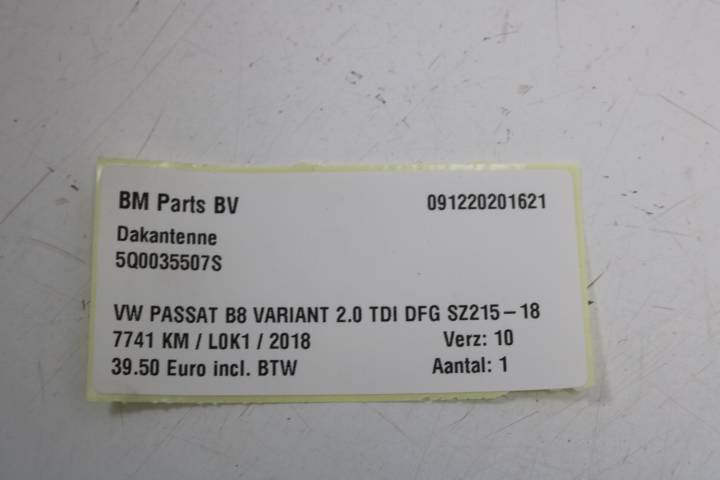 BM Parts BV 091220201621
Dakantenne
5Q0035507S
VW PASSAT B8 VARIANT 2.0 TDI DFG SZ215-18
7741 KM / L0K1 / 2018 Verz: 10
39.50 Euro incl. BTW Aantal: 1